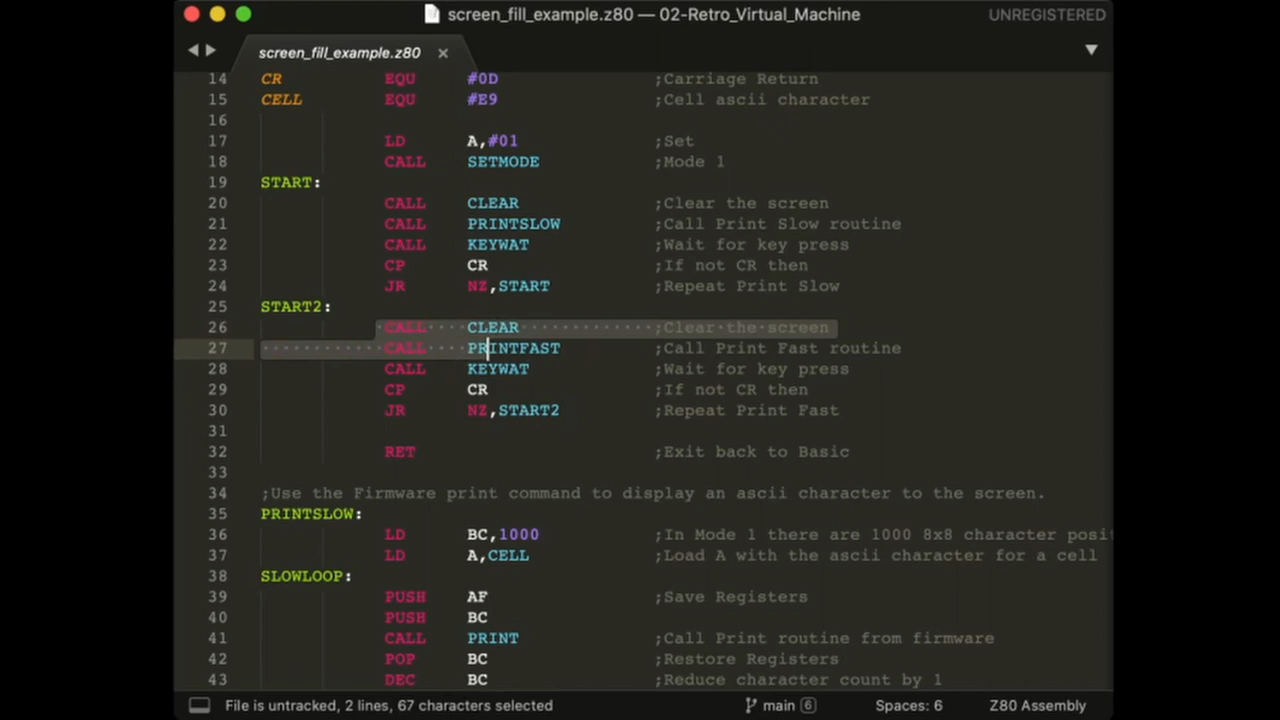 screen_fill_example.z80 — 02-Retro_Virtual_Machine UNREGISTERED
screen_fill_example.z80 ×
14 CR EQU #0D ;Carriage Return
15 CELL EQU #E9 ;Cell ascii character
16
17 LD A,#01 ;Set
18 CALL SETMODE ;Mode 1
19 START:
20 CALL CLEAR ;Clear the screen
21 CALL PRINTSLOW ;Call Print Slow routine
22 CALL KEYWAT ;Wait for key press
23 CP CR ;If not CR then
24 JR NZ,START ;Repeat Print Slow
25 START2:
26 CALL CLEAR ;Clear the screen
27 CALL PRINTFAST ;Call Print Fast routine
28 CALL KEYWAT ;Wait for key press
29 CP CR ;If not CR then
30 JR NZ,START2 ;Repeat Print Fast
31
32 RET ;Exit back to Basic
33
34 ;Use the Firmware print command to display an ascii character to the screen.
35 PRINTSLOW:
36 LD BC,1000 ;In Mode 1 there are 1000 8x8 character posit
37 LD A,CELL ;Load A with the ascii character for a cell
38 SLOWLOOP:
39 PUSH AF ;Save Registers
40 PUSH BC
41 CALL PRINT ;Call Print routine from firmware
42 POP BC ;Restore Registers
43 DEC BC ;Reduce character count by 1
File is untracked, 2 lines, 67 characters selected main 6 Spaces: 6 Z80 Assembly